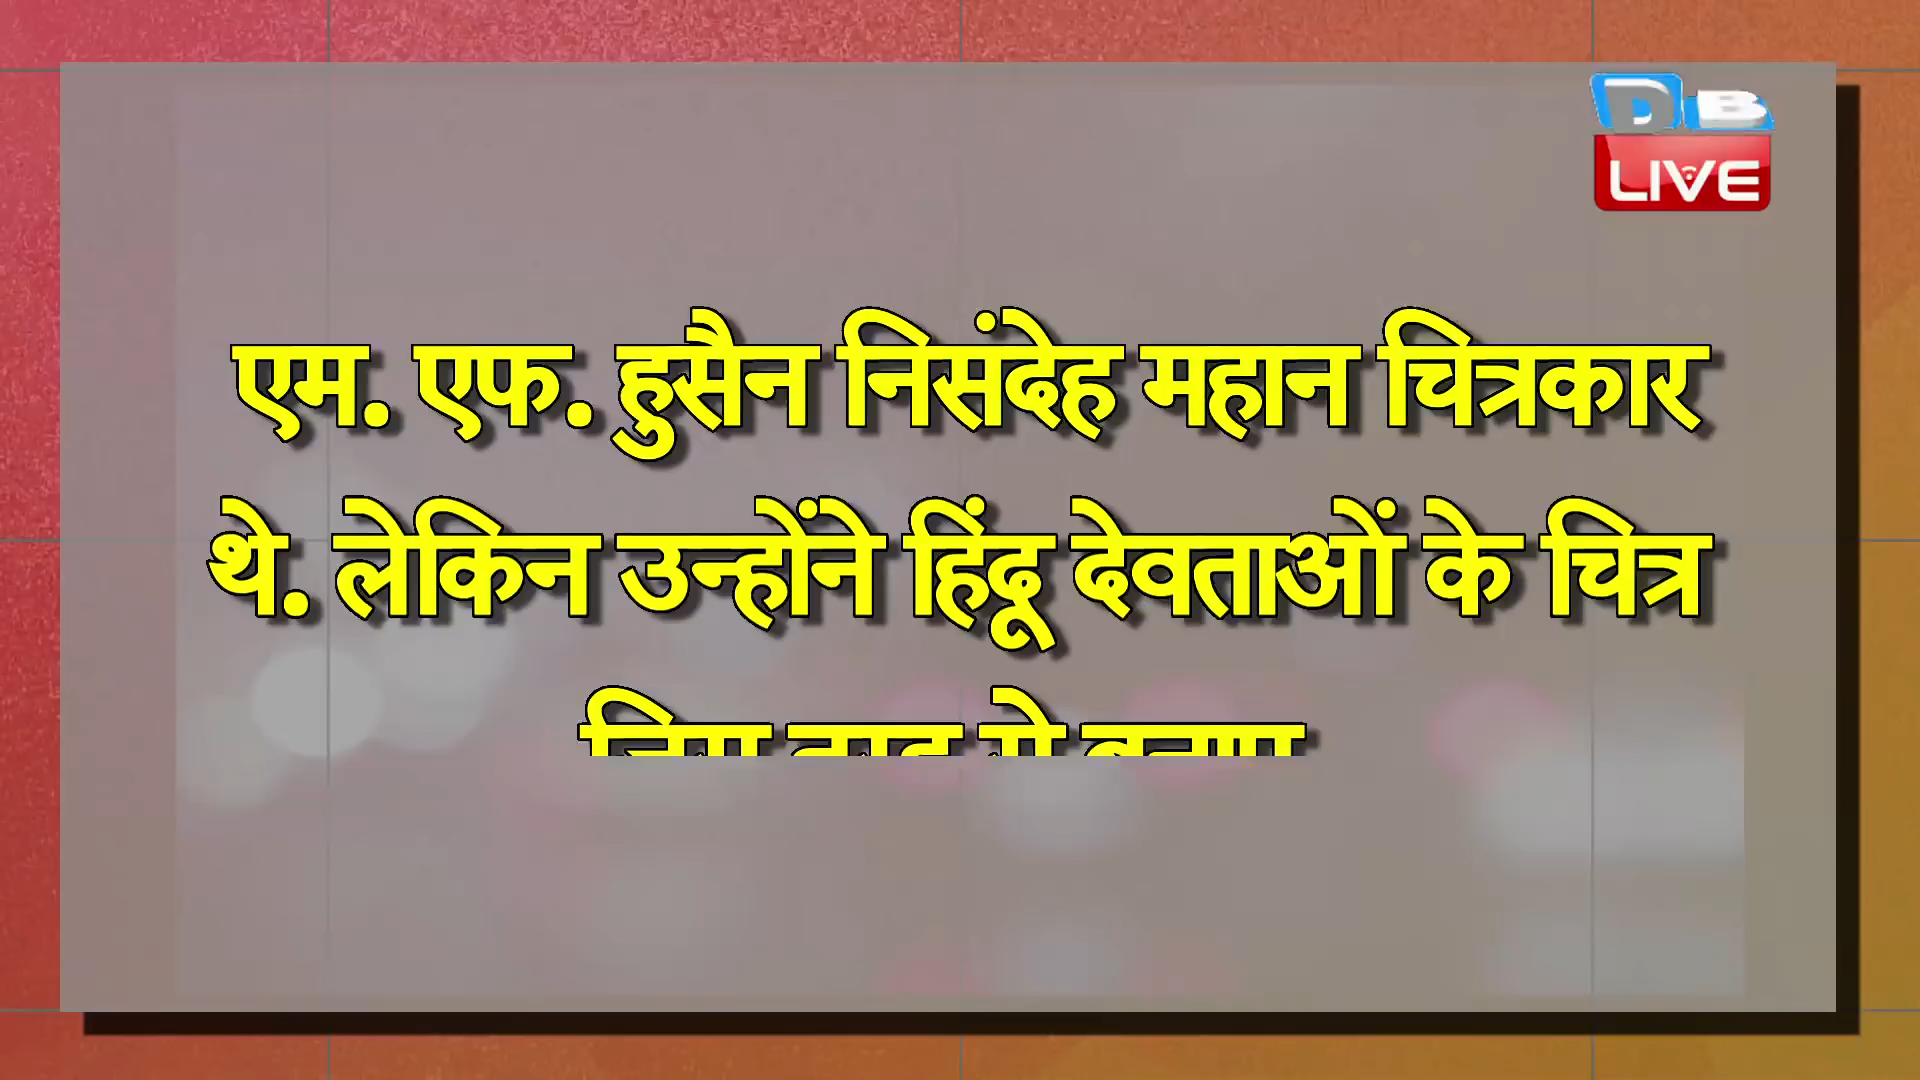 DB
LIVE
एम. एफ. हुसैन निसंदेह महान चित्रकार
थे. लेकिन उन्होंने हिंदू देवताओं के चित्र